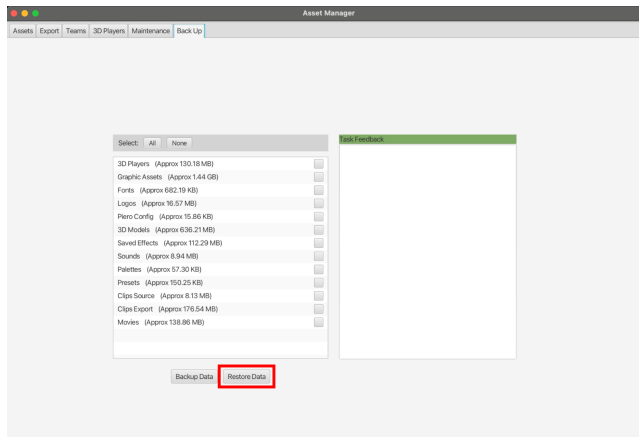 Asset Manager
Assets Export Teams 3D Players Maintenance Back Up
Select: All None
Task Feedback
3D Players (Approx 130.18 MB)
Graphic Assets (Approx 1.44 GB)
Fonts (Approx 682.19 KB)
Logos (Approx 16.57 MB)
Piero Config (Approx 15.86 KB)
3D Models (Approx 636.21 MB)
Saved Effects (Approx 112.29 MB)
Sounds (Approx 8.94 MB)
Palettes (Approx 57.30 KB)
Presets (Approx 150.25 KB)
Clips Source (Approx 8.13 MB)
Clips Export (Approx 176.54 MB)
Movies (Approx 138.86 MB)
Backup Data Restore Data